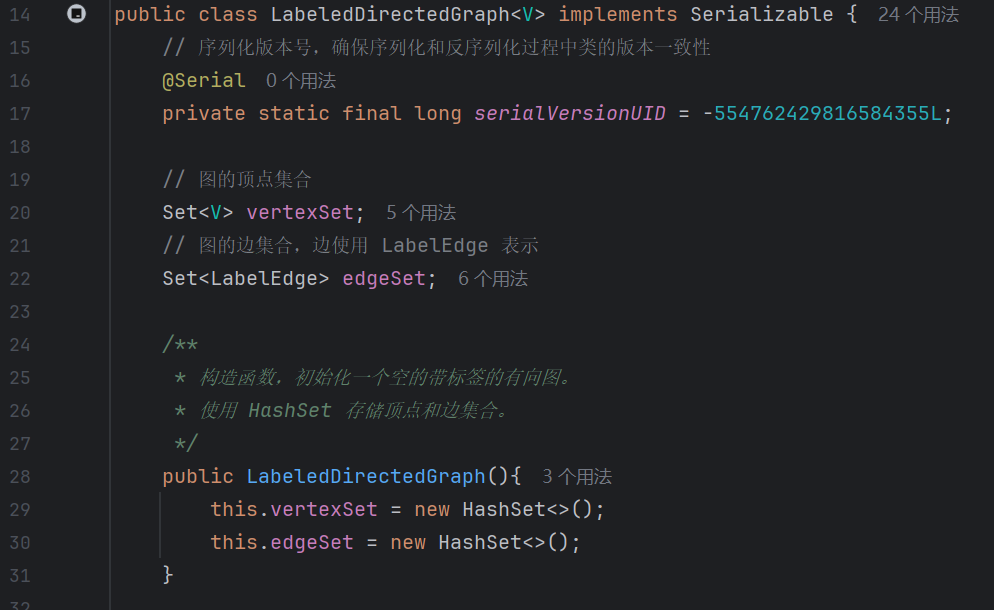 14 public class LabeledDirectedGraph<V> implements Serializable { 24 个用法
15 // 序列化版本号，确保序列化和反序列化过程中类的版本一致性
16 @Serial 0 个用法
17 private static final long serialVersionUID = -554762429816584355L;
18
19 // 图的顶点集合
20 Set<V> vertexSet; 5 个用法
21 // 图的边集合，边使用 LabelEdge 表示
22 Set<LabelEdge> edgeSet; 6 个用法
23
24 /**
25 * 构造函数，初始化一个空的带标签的有向图。
26 * 使用 HashSet 存储顶点和边集合。
27 */
28 public LabeledDirectedGraph(){ 3 个用法
29 this.vertexSet = new HashSet<>();
30 this.edgeSet = new HashSet<>();
31 }
32